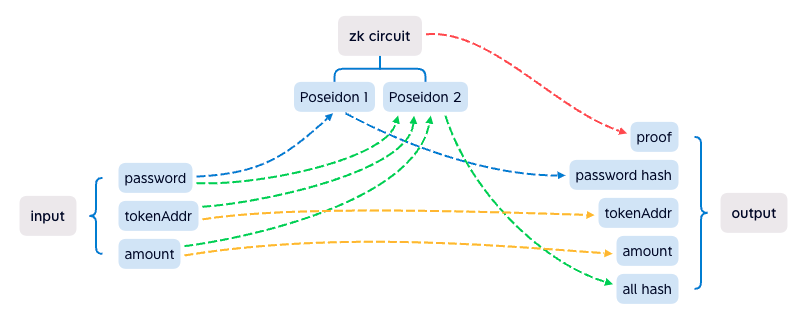 zk circuit
Poseidon 1
Poseidon 2
input
password
tokenAddr
amount
proof
password hash
tokenAddr
amount
all hash
output